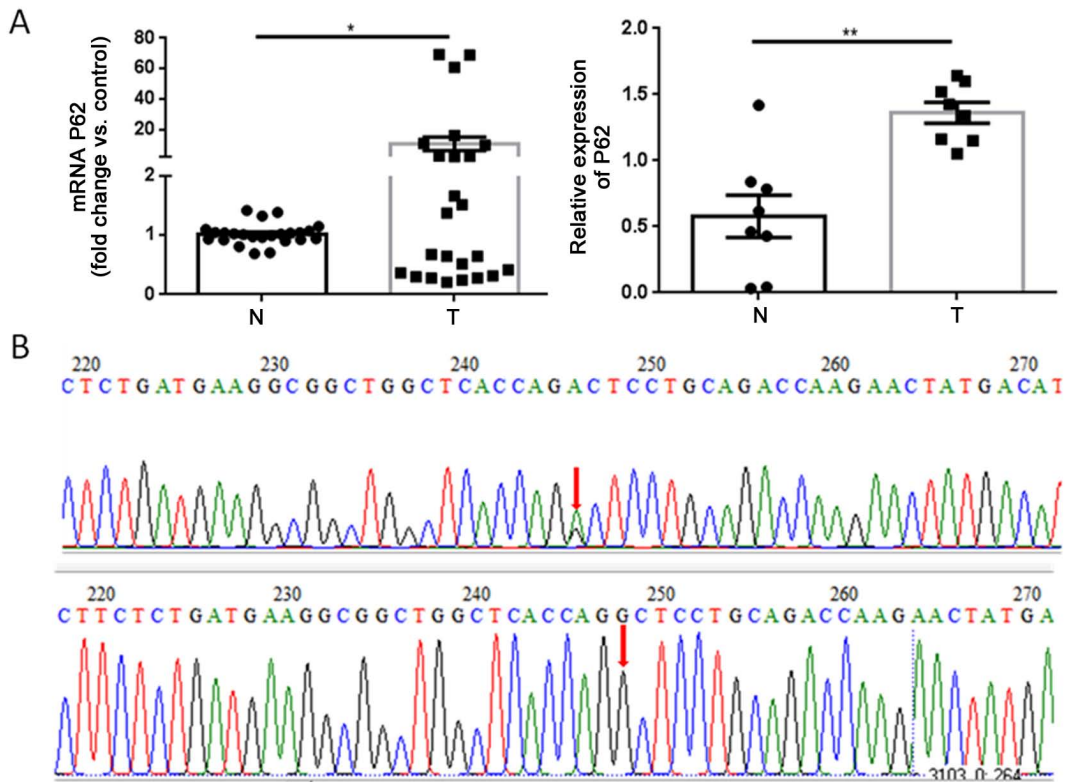 A
mRNA P62
(fold change vs. control)
80
60
40
20
2
1
0
*
N
T
Relative expression
of P62
2.0
1.5
1.0
0.5
0.0
**
N
T
B
220 230 240 250 260 270
CTCTGATGAAGGCGGCTGGCTCACCAGACTCCTGCAGACCAAGAACTATGACAT
220 230 240 250 260 270
CTTCTCTGATGAAGGCGGCTGGCTCACCAGGCTCCTGCAGACCAAGAACTATGA